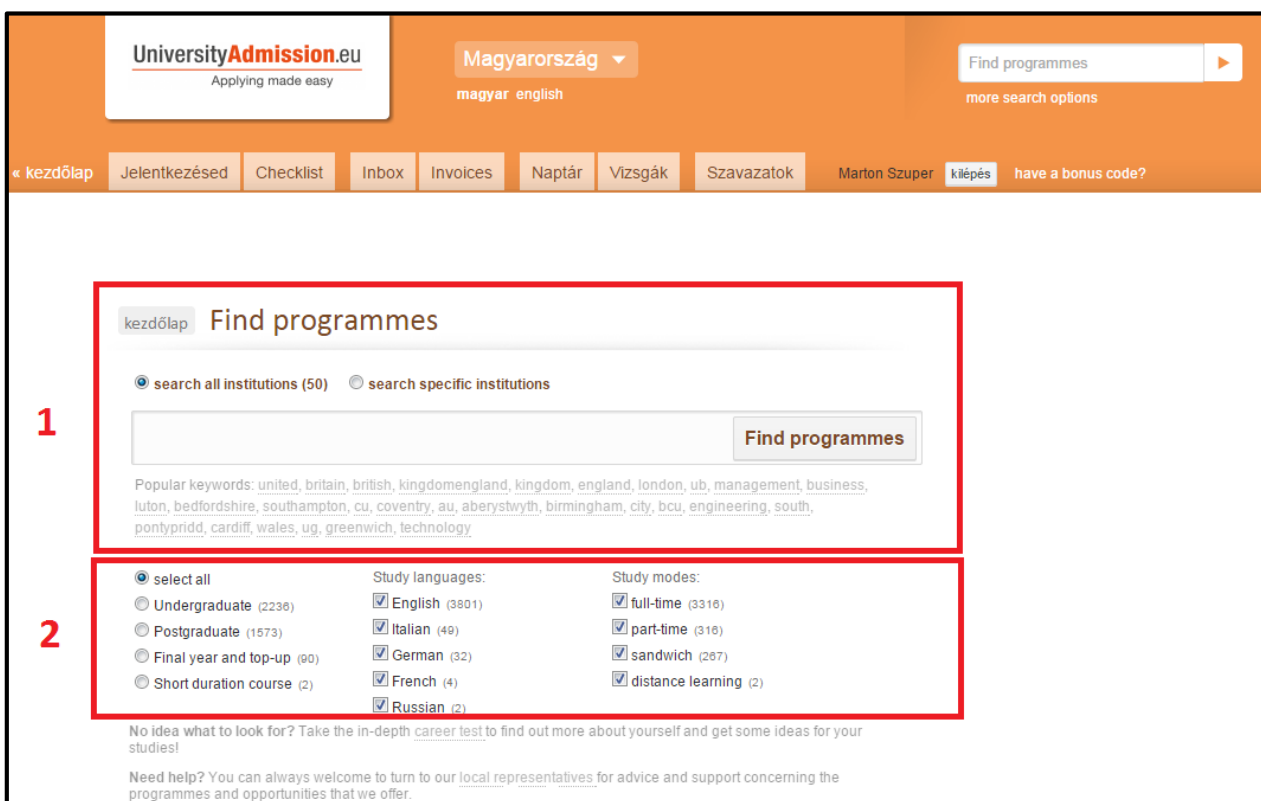 UniversityAdmission.eu
Applying made easy
Magyarország
magyar english
Find programmes
more search options
« kezdőlap Jelentkezésed Checklist Inbox Invoices Naptár Vizsgák Szavazatok Marton Szuper kilépés have a bonus code?
kezdőlap Find programmes
search all institutions (50) search specific institutions
1
Find programmes
Popular keywords: united, britain, british, kingdomengland, kingdom, england, london, ub, management, business,
luton, bedfordshire, southampton, cu, coventry, au, aberystwyth, birmingham, city, bcu, engineering, south,
pontypridd, cardiff, wales, ug, greenwich, technology
2
select all Study languages: Study modes:
Undergraduate (2236) English (3801) full-time (3316)
Postgraduate (1573) Italian (49) part-time (316)
Final year and top-up (90) German (32) sandwich (267)
Short duration course (2) French (4) distance learning (2)
Russian (2)
No idea what to look for? Take the in-depth career test to find out more about yourself and get some ideas for your
studies!
Need help? You can always welcome to turn to our local representatives for advice and support concerning the
programmes and opportunities that we offer.